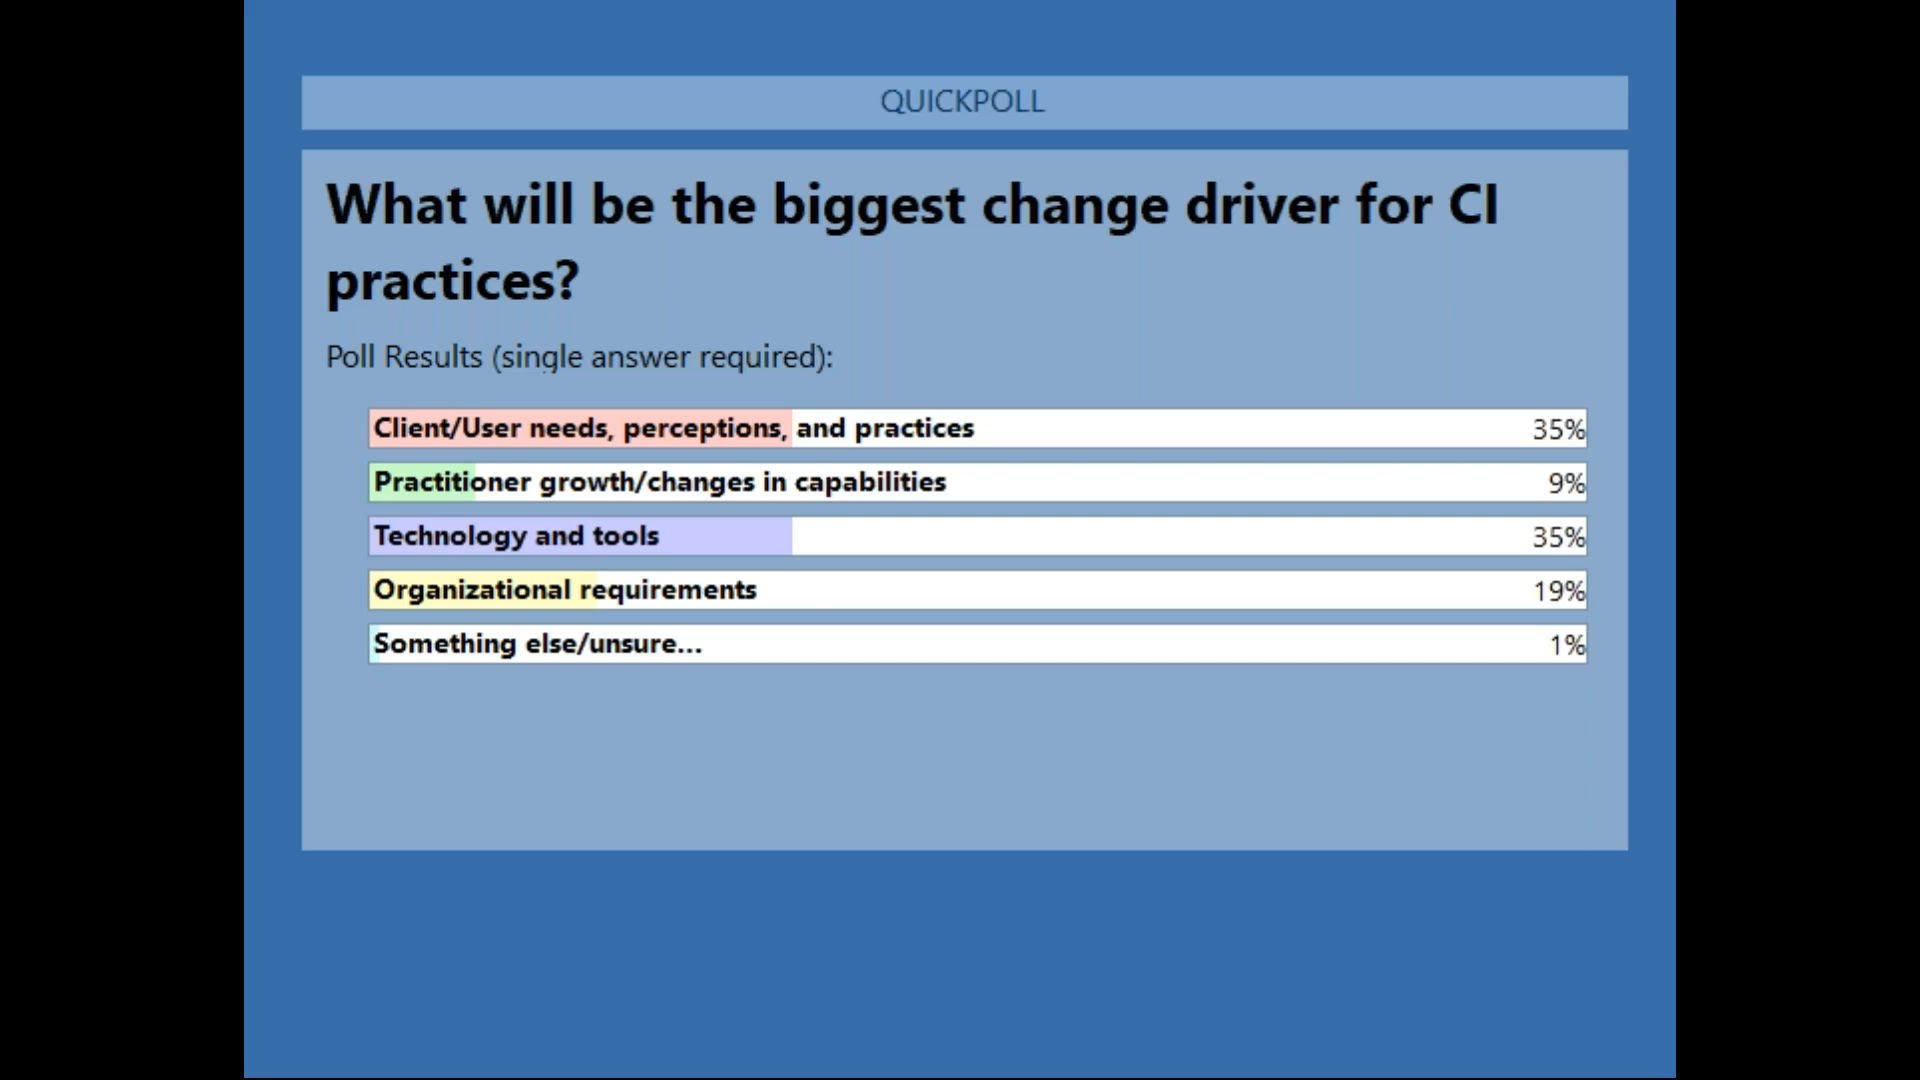 QUICKPOLL
What will be the biggest change driver for CI
practices?
Poll Results (single answer required):
Client/User needs, perceptions, and practices 35%
Practitioner growth/changes in capabilities 9%
Technology and tools 35%
Organizational requirements 19%
Something else/unsure... 1%